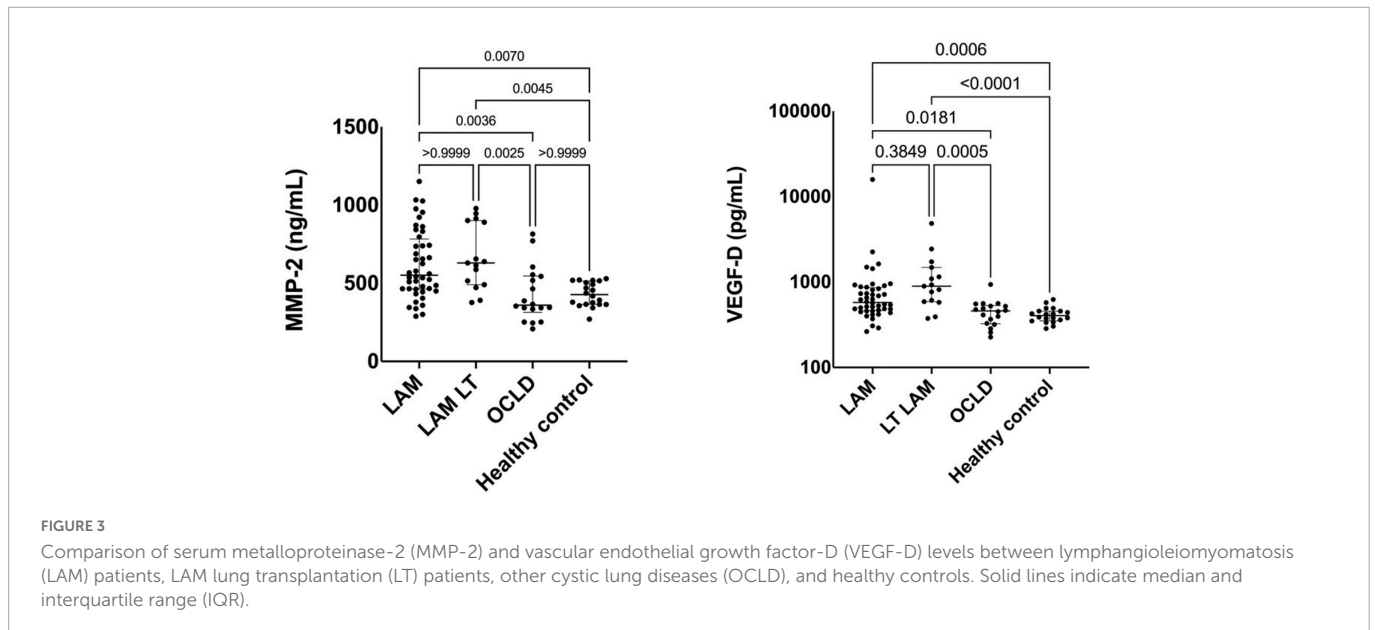 0.0070
0.0045
0.0036
>0.9999 0.0025 >0.9999
1500
1000
500
0
MMP-2 (ng/mL)
LAM
LAM LT
OCLD
Healthy control
0.0006
<0.0001
0.0181
0.3849 0.0005
100000
10000
1000
100
VEGF-D (pg/mL)
LAM
LT LAM
OCLD
Healthy control
FIGURE 3
Comparison of serum metalloproteinase-2 (MMP-2) and vascular endothelial growth factor-D (VEGF-D) levels between lymphangioleiomyomatosis
(LAM) patients, LAM lung transplantation (LT) patients, other cystic lung diseases (OCLD), and healthy controls. Solid lines indicate median and
interquartile range (IQR).